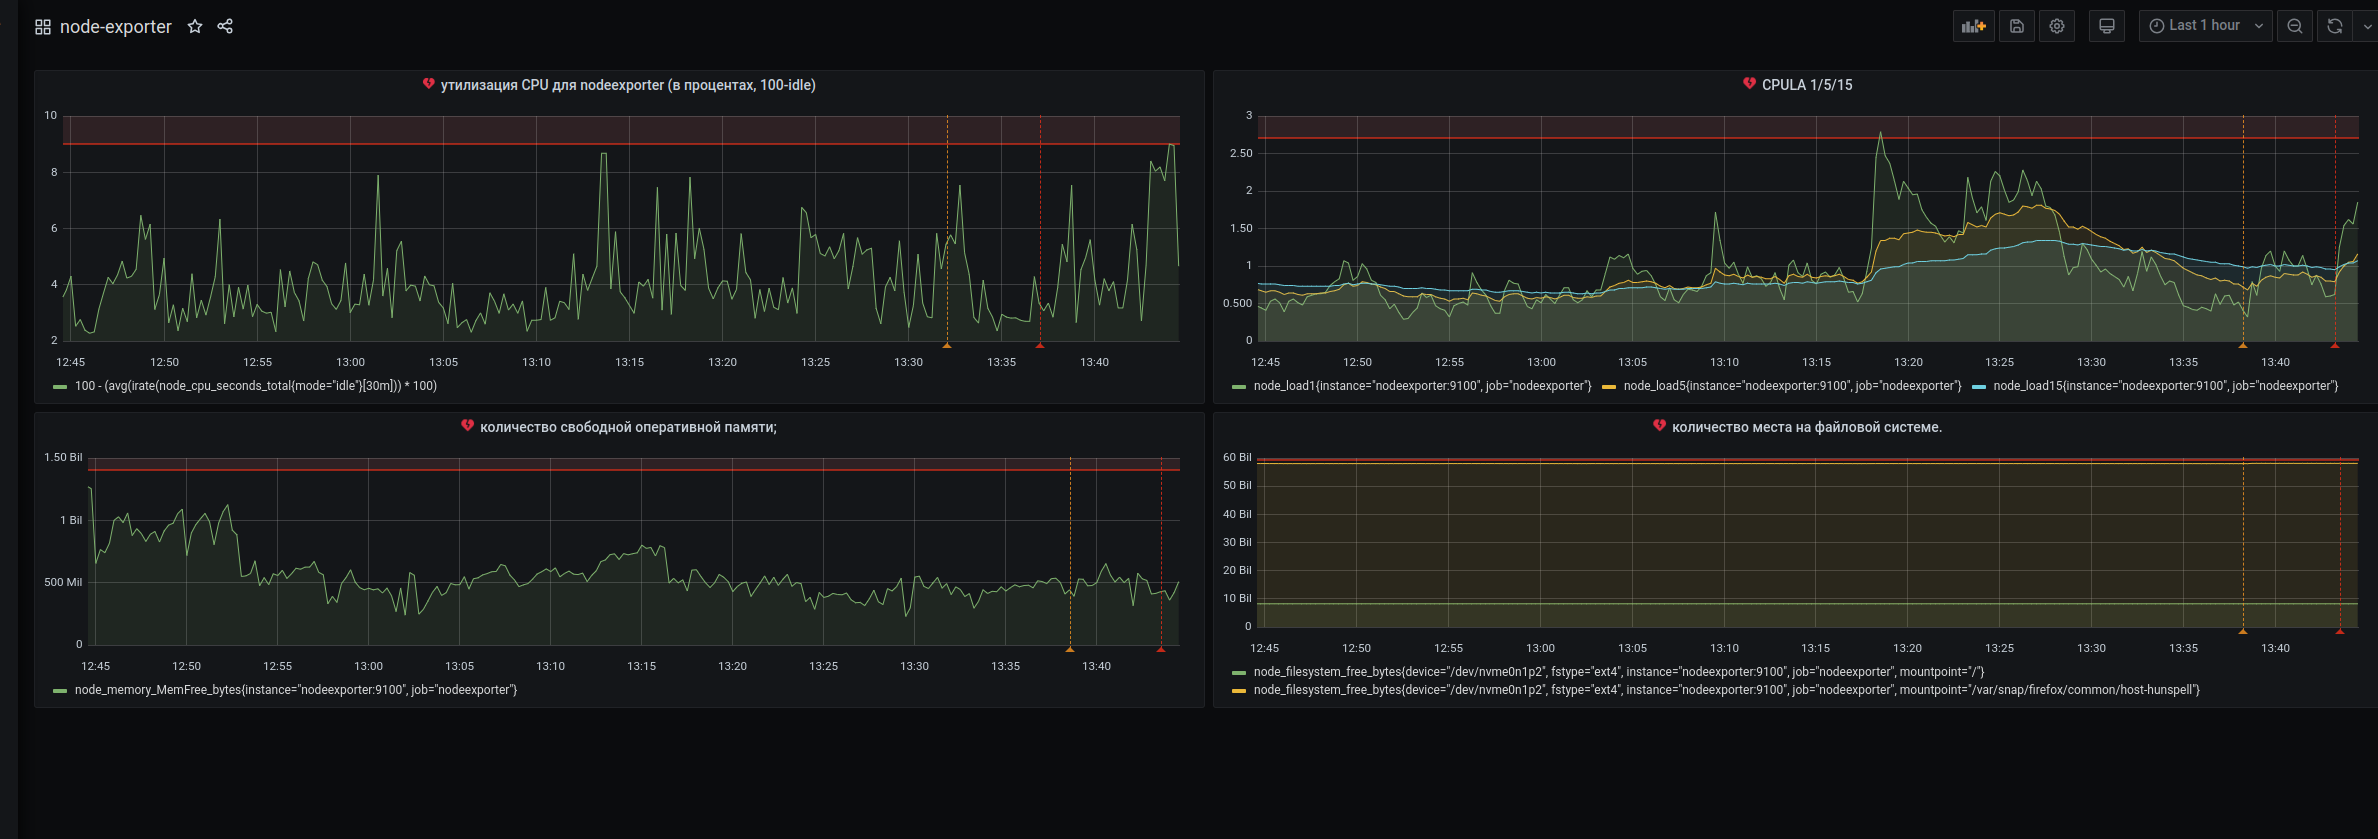 node-exporter
Last 1 hour
утилизация CPU для nodeexporter (в процентах, 100-idle)
10
8
6
4
2
12:45 12:50 12:55 13:00 13:05 13:10 13:15 13:20 13:25 13:30 13:35 13:40
100 - (avg(irate(node_cpu_seconds_total{mode="idle"}[30m])) * 100)
CPULA 1/5/15
3
2.50
2
1.50
1
0.500
0
12:45 12:50 12:55 13:00 13:05 13:10 13:15 13:20 13:25 13:30 13:35 13:40
node_load1{instance="nodeexporter:9100", job="nodeexporter"} node_load5{instance="nodeexporter:9100", job="nodeexporter"} node_load15{instance="nodeexporter:9100", job="nodeexporter"}
количество свободной оперативной памяти;
1.50 Bil
1 Bil
500 Mil
0
12:45 12:50 12:55 13:00 13:05 13:10 13:15 13:20 13:25 13:30 13:35 13:40
node_memory_MemFree_bytes{instance="nodeexporter:9100", job="nodeexporter"}
количество места на файловой системе.
60 Bil
50 Bil
40 Bil
30 Bil
20 Bil
10 Bil
0
12:45 12:50 12:55 13:00 13:05 13:10 13:15 13:20 13:25 13:30 13:35 13:40
node_filesystem_free_bytes{device="/dev/nvme0n1p2", fstype="ext4", instance="nodeexporter:9100", job="nodeexporter", mountpoint="/"}
node_filesystem_free_bytes{device="/dev/nvme0n1p2", fstype="ext4", instance="nodeexporter:9100", job="nodeexporter", mountpoint="/var/snap/firefox/common/host-hunspell"}